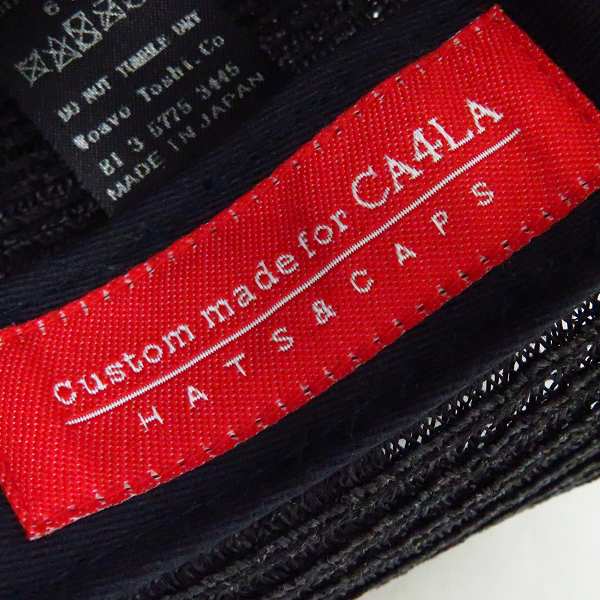 DO NOT TUMBLE DRY
Weave Toshi.Co
81 3 5775 3445
MADE IN JAPAN
Custom made for CA4LA
HATS&CAPS